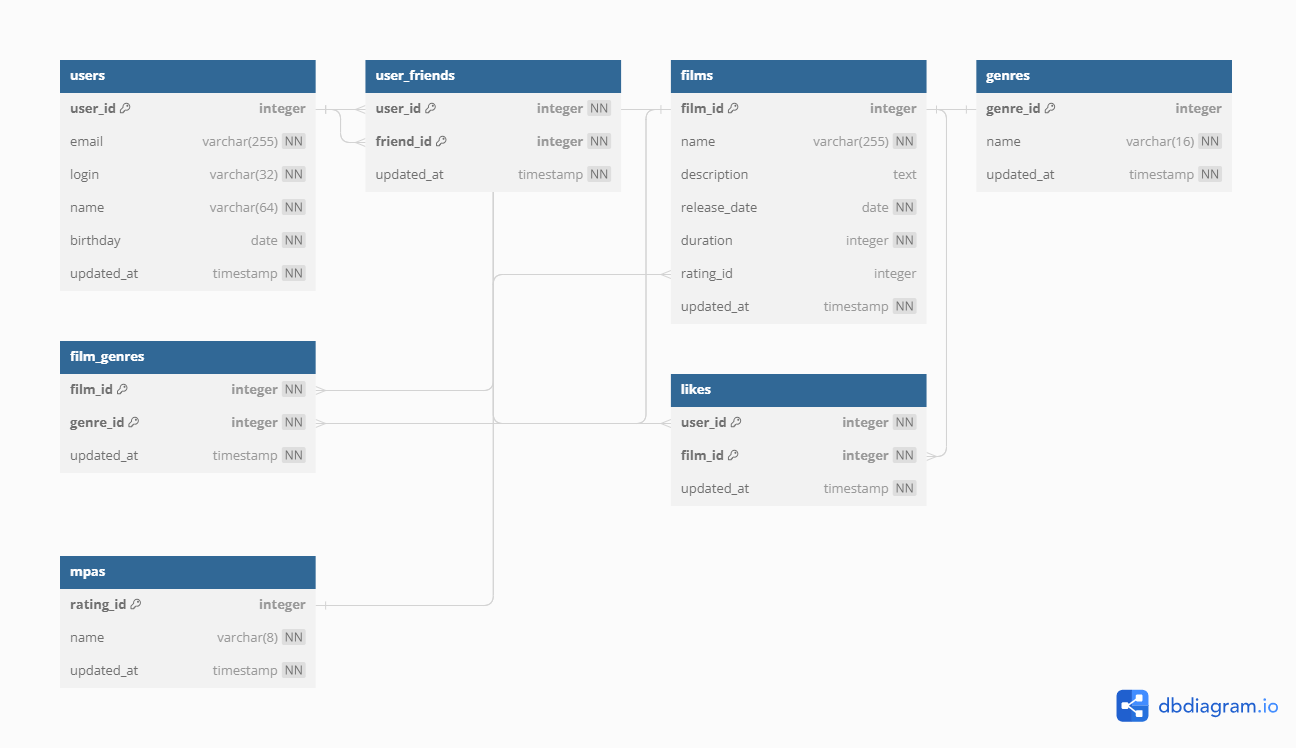 users
user_id integer
email varchar(255) NN
login varchar(32) NN
name varchar(64) NN
birthday date NN
updated_at timestamp NN
user_friends
user_id integer NN
friend_id integer NN
updated_at timestamp NN
films
film_id integer
name varchar(255) NN
description text
release_date date NN
duration integer NN
rating_id integer
updated_at timestamp NN
genres
genre_id integer
name varchar(16) NN
updated_at timestamp NN
film_genres
film_id integer NN
genre_id integer NN
updated_at timestamp NN
likes
user_id integer NN
film_id integer NN
updated_at timestamp NN
mpas
rating_id integer
name varchar(8) NN
updated_at timestamp NN
dbdiagram.io